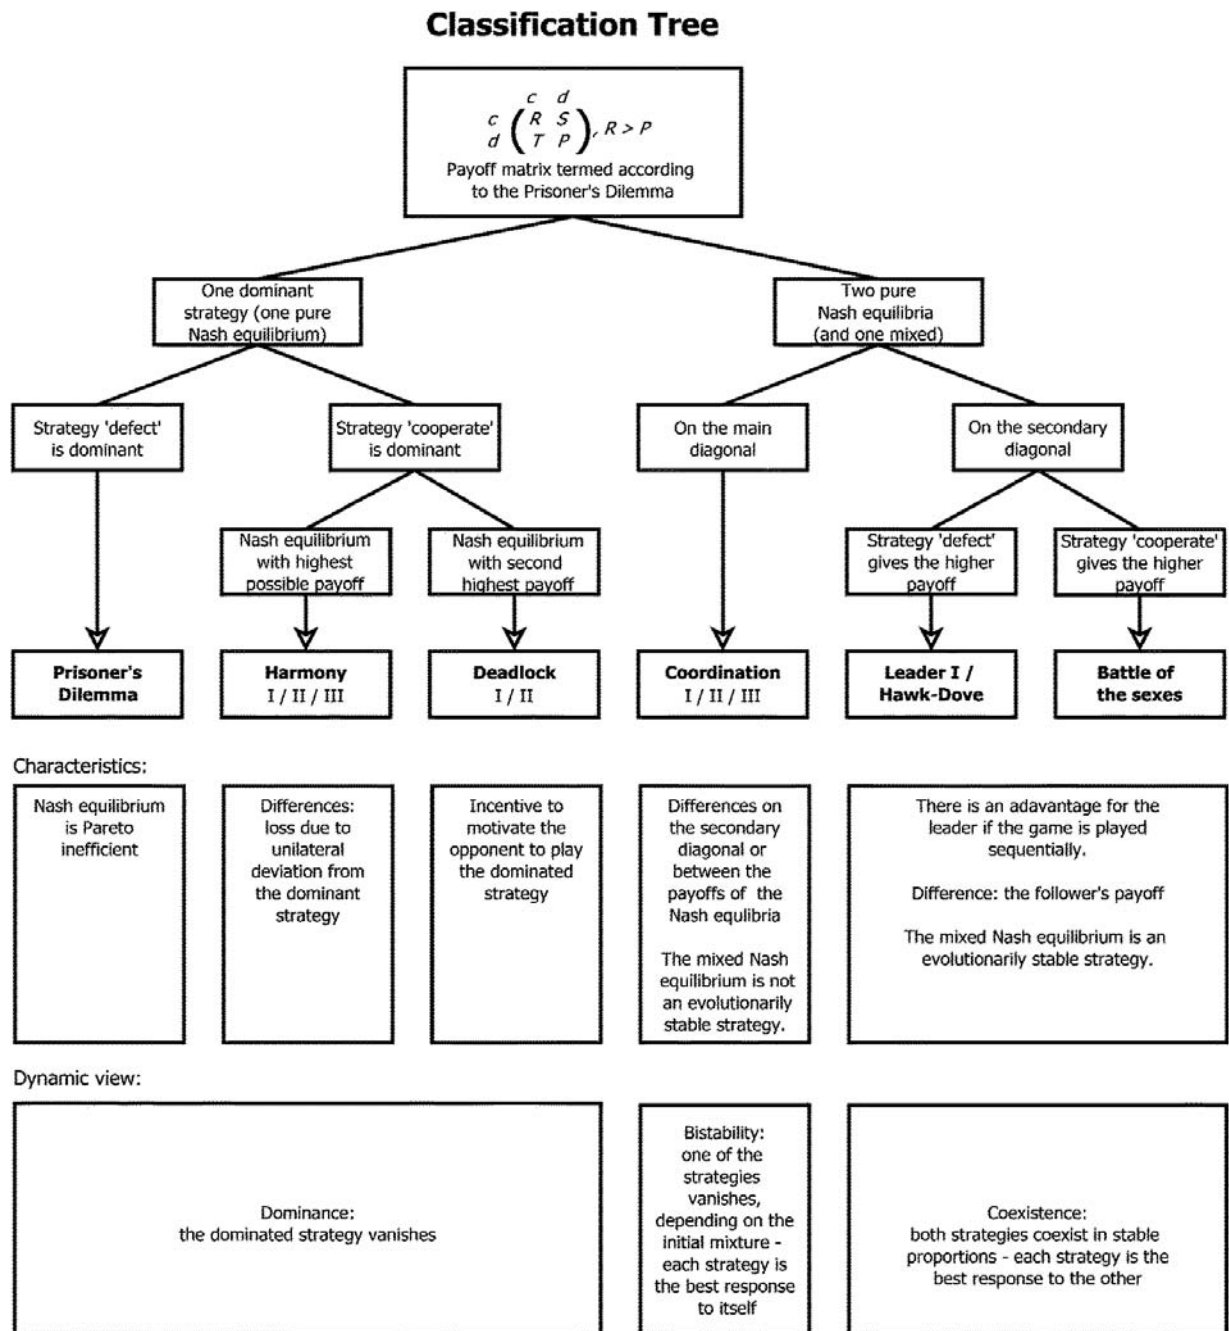 Classification Tree
c d
c ( R S
d T P ), R > P
Payoff matrix termed according
to the Prisoner's Dilemma
One dominant
strategy (one pure
Nash equilibrium)
Two pure
Nash equilibria
(and one mixed)
Strategy 'defect'
is dominant
Strategy 'cooperate'
is dominant
On the main
diagonal
On the secondary
diagonal
Nash equilibrium
with highest
possible payoff
Nash equilibrium
with second
highest payoff
Strategy 'defect'
gives the higher
payoff
Strategy 'cooperate'
gives the higher
payoff
Prisoner's
Dilemma
Harmony
I / II / III
Deadlock
I / II
Coordination
I / II / III
Leader I /
Hawk-Dove
Battle of
the sexes
Characteristics:
Nash equilibrium
is Pareto
inefficient
Differences:
loss due to
unilateral
deviation from
the dominant
strategy
Incentive to
motivate the
opponent to play
the dominated
strategy
Differences on
the secondary
diagonal or
between the
payoffs of the
Nash equlibria
The mixed Nash
equilibrium is not
an evolutionarily
stable strategy.
There is an adavantage for the
leader if the game is played
sequentially.
Difference: the follower's payoff
The mixed Nash equilibrium is an
evolutionarily stable strategy.
Dynamic view:
Dominance:
the dominated strategy vanishes
Bistability:
one of the
strategies
vanishes,
depending on the
initial mixture -
each strategy is
the best response
to itself
Coexistence:
both strategies coexist in stable
proportions - each strategy is the
best response to the other